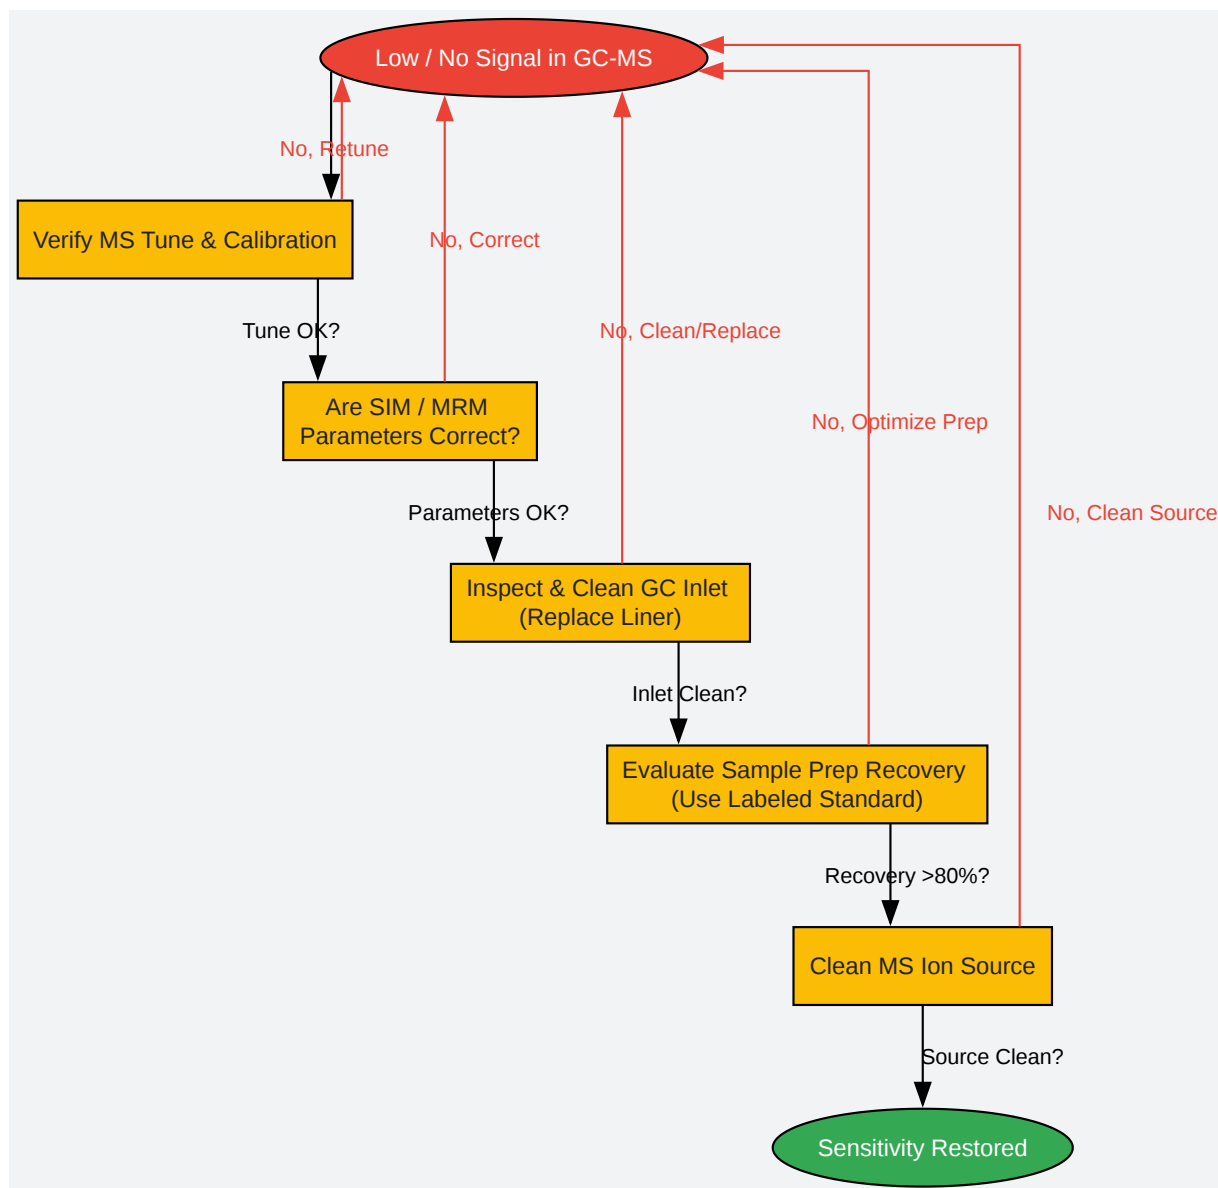 Low / No Signal in GC-MS
No, Retune
Verify MS Tune & Calibration
No, Correct
Tune OK?
No, Clean/Replace
Are SIM / MRM
Parameters Correct?
No, Optimize Prep
Parameters OK?
No, Clean Source
Inspect & Clean GC Inlet
(Replace Liner)
Inlet Clean?
Evaluate Sample Prep Recovery
(Use Labeled Standard)
Recovery >80%?
Clean MS Ion Source
Source Clean?
Sensitivity Restored